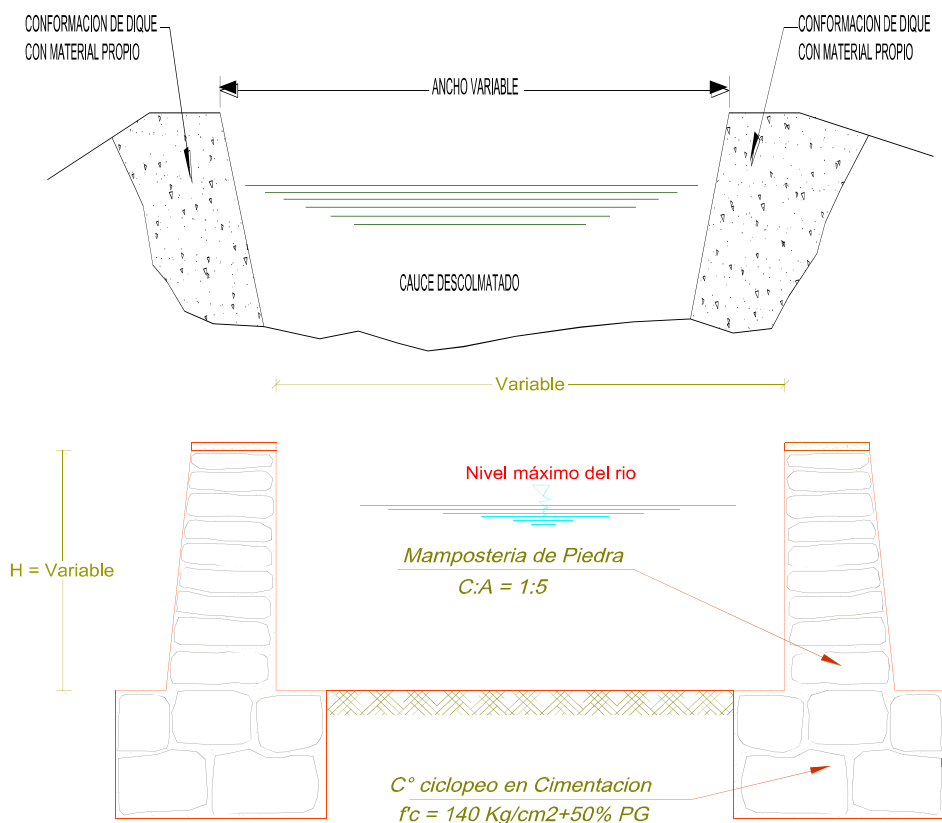 CONFORMACION DE DIQUE
CON MATERIAL PROPIO
CONFORMACION DE DIQUE
CON MATERIAL PROPIO
ANCHO VARIABLE
CAUCE DESCOLMATADO
Variable
Nivel máximo del rio
H = Variable
Mamposteria de Piedra
C:A = 1:5
C° ciclopeo en Cimentacion
f'c = 140 Kg/cm2+50% PG